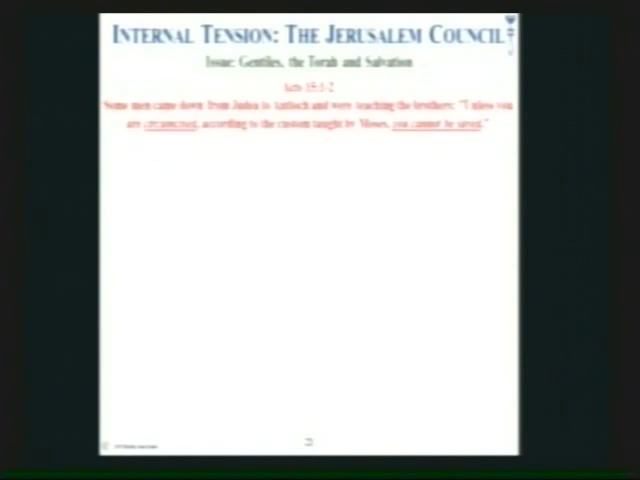 INTERNAL TENSION: THE JERUSALEM COUNCIL
Issue: Gentiles, the Torah and Salvation
Acts 15:1-2
Some men came down from Judea to Antioch and were teaching the brothers: "Unless you
are circumcised, according to the custom taught by Moses, you cannot be saved."